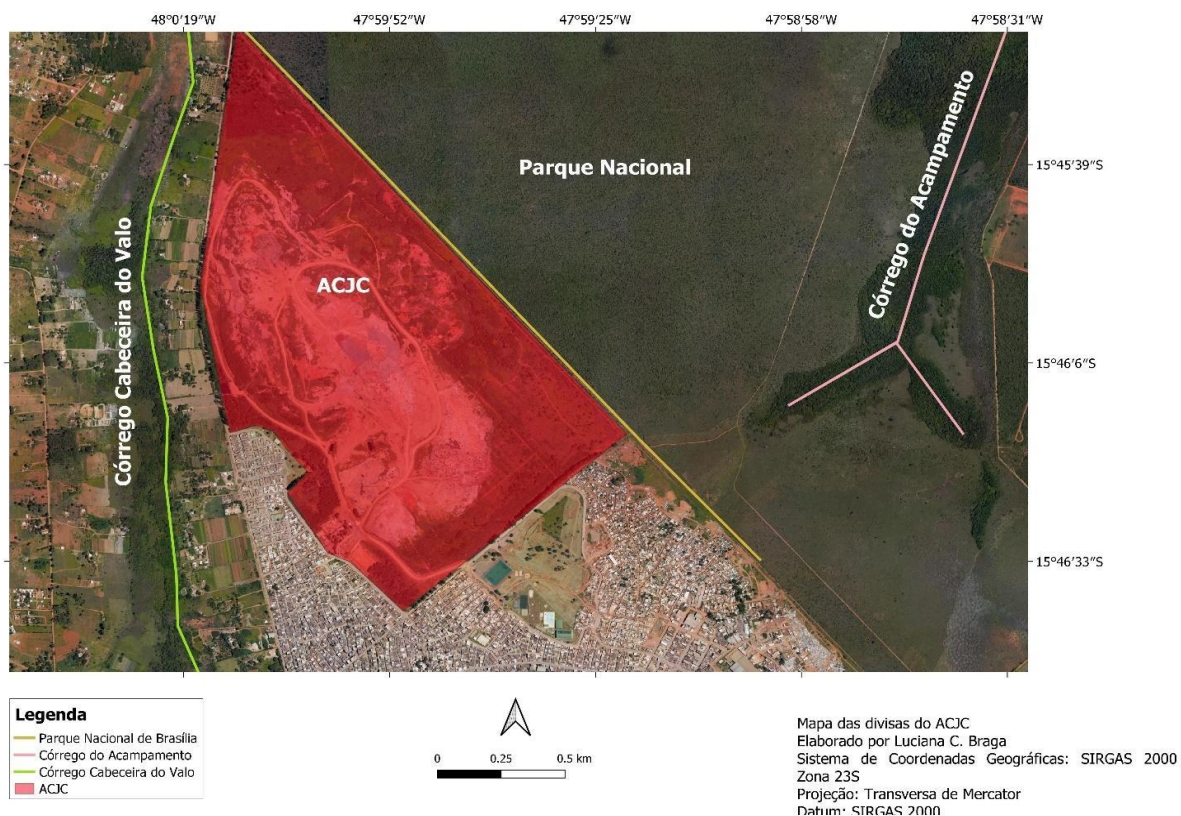 48°0′19″W
47°59′52″W
47°59′25″W
47°58′58″W
47°58′31″W
Parque Nacional
Córrego do Acampamento
15°45′39″S
ACJC
Córrego Cabeceira do Valo
15°46′6″S
15°46′33″S
Legenda
Parque Nacional de Brasília
Córrego do Acampamento
Córrego Cabeceira do Valo
ACJC
0 0.25 0.5 km
Mapa das divisas do ACJC
Elaborado por Luciana C. Braga
Sistema de Coordenadas Geográficas: SIRGAS 2000
Zona 23S
Projeção: Transversa de Mercator
Datum: SIRGAS 2000